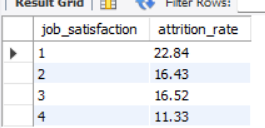 Result Grid Filter Rows:
job_satisfaction attrition_rate
1 22.84
2 16.43
3 16.52
4 11.33